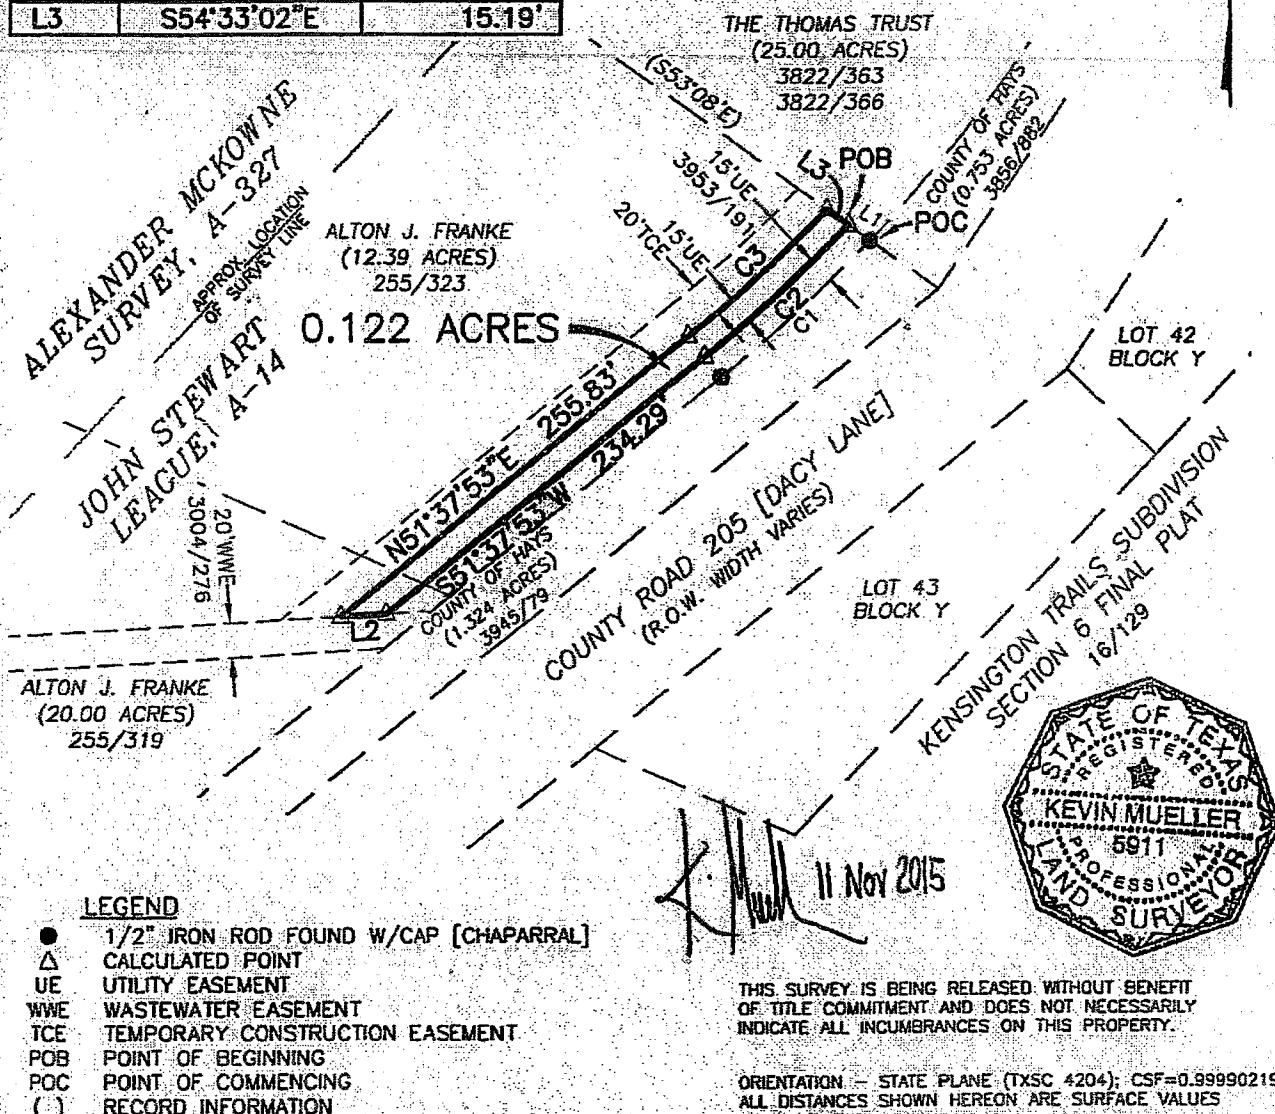 L3 S54°33'02"E 15.19'
THE THOMAS TRUST
(25.00 ACRES)
3822/363
3822/366
(S53°08'E)
COUNTY OF HAYS
(0.753 ACRES)
3856/882
ALEXANDER MCKOWNE
SURVEY, A-327
APPROX. LOCATION
OF SURVEY LINE
JOHN STEWART
LEAGUE, A-14
ALTON J. FRANKE
(12.39 ACRES)
255/323
15'UE
3953/191
20'TCE
15'UE
L3
POB
L1
POC
C3
C2
C1
0.122 ACRES
LOT 42
BLOCK Y
N51°37'53"E 255.83'
S51°37'53"W 234.29'
COUNTY OF HAYS
(1.324 ACRES)
3945/79
COUNTY ROAD 205 [DACY LANE]
(R.O.W. WIDTH VARIES)
LOT 43
BLOCK Y
KENSINGTON TRAILS SUBDIVISION
SECTION 6 FINAL PLAT
16/129
20'WWE
3004/276
L2
ALTON J. FRANKE
(20.00 ACRES)
255/319
STATE OF TEXAS
REGISTERED
KEVIN MUELLER
5911
PROFESSIONAL
LAND SURVEYOR
11 Nov 2015
LEGEND
1/2" IRON ROD FOUND W/CAP [CHAPARRAL]
CALCULATED POINT
UE UTILITY EASEMENT
WWE WASTEWATER EASEMENT
TCE TEMPORARY CONSTRUCTION EASEMENT
POB POINT OF BEGINNING
POC POINT OF COMMENCING
( ) RECORD INFORMATION
THIS SURVEY IS BEING RELEASED WITHOUT BENEFIT
OF TITLE COMMITMENT AND DOES NOT NECESSARILY
INDICATE ALL INCUMBRANCES ON THIS PROPERTY.
ORIENTATION - STATE PLANE (TXSC 4204); CSF=0.99990219
ALL DISTANCES SHOWN HEREON ARE SURFACE VALUES